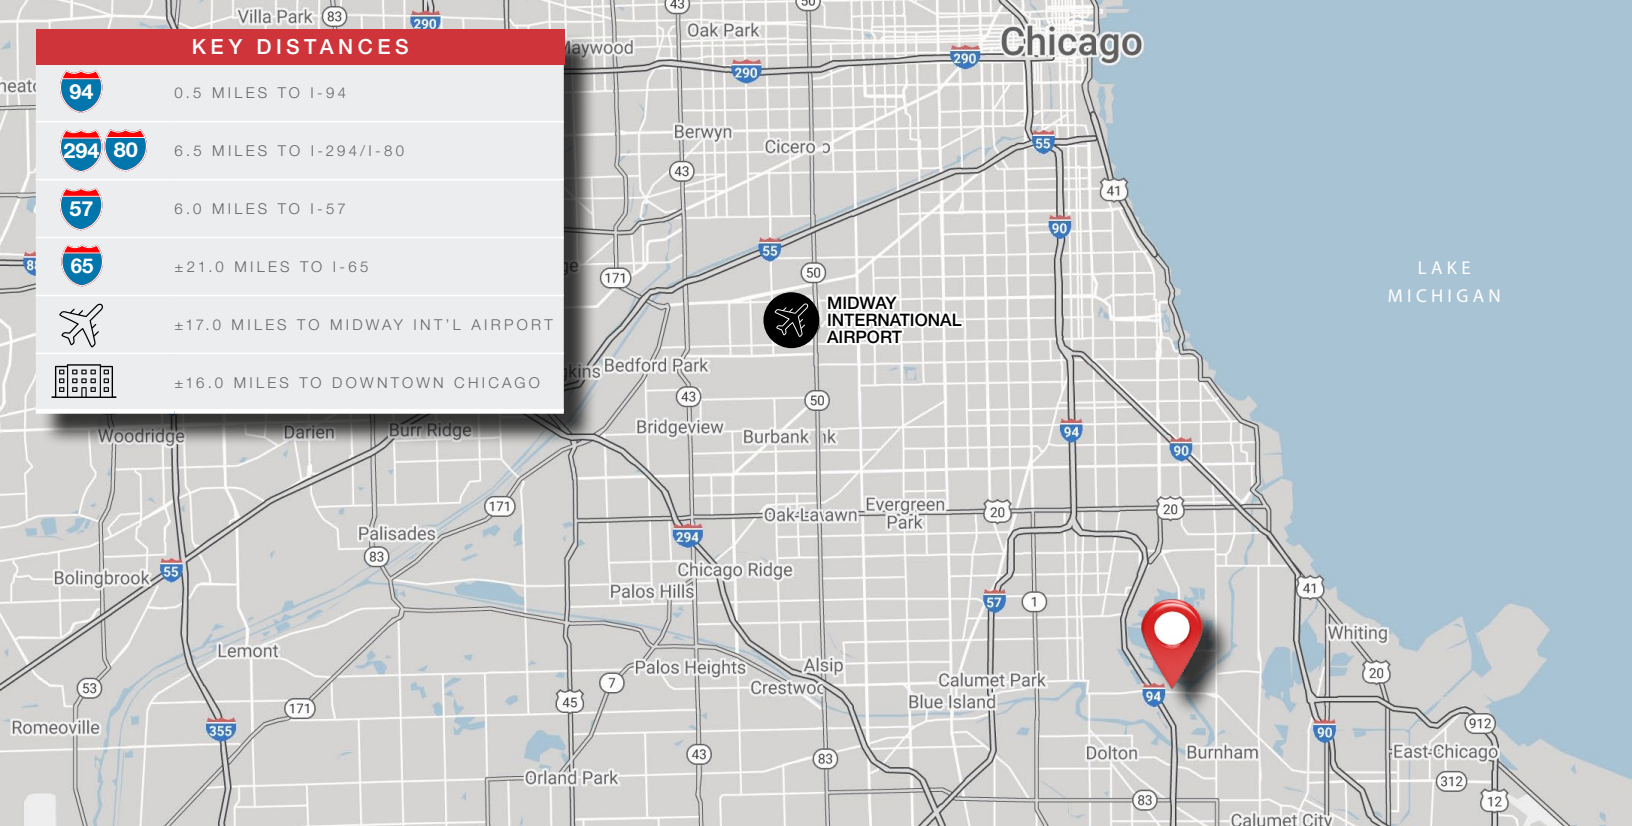 KEY DISTANCES
94
0.5 MILES TO I-94
294 80
6.5 MILES TO I-294/I-80
57
6.0 MILES TO I-57
65
±21.0 MILES TO I-65
±17.0 MILES TO MIDWAY INT'L AIRPORT
±16.0 MILES TO DOWNTOWN CHICAGO
Villa Park
83
290
43
50
Oak Park
Chicago
Maywood
290
290
Berwyn
Cicero
55
43
41
90
55
LAKE
MICHIGAN
171
50
MIDWAY
INTERNATIONAL
AIRPORT
Bedford Park
43
50
Woodridge
Darien
Burr Ridge
Bridgeview
Burbank
94
90
171
Oak Lawn
Evergreen
Park
20
20
Palisades
294
83
Bolingbrook
55
Chicago Ridge
Palos Hills
57
1
41
Lemont
Whiting
Palos Heights
Alsip
Crestwood
20
53
7
Calumet Park
Blue Island
94
45
171
Romeoville
355
912
90
43
83
Dolton
Burnham
East Chicago
Orland Park
312
83
12
Calumet City